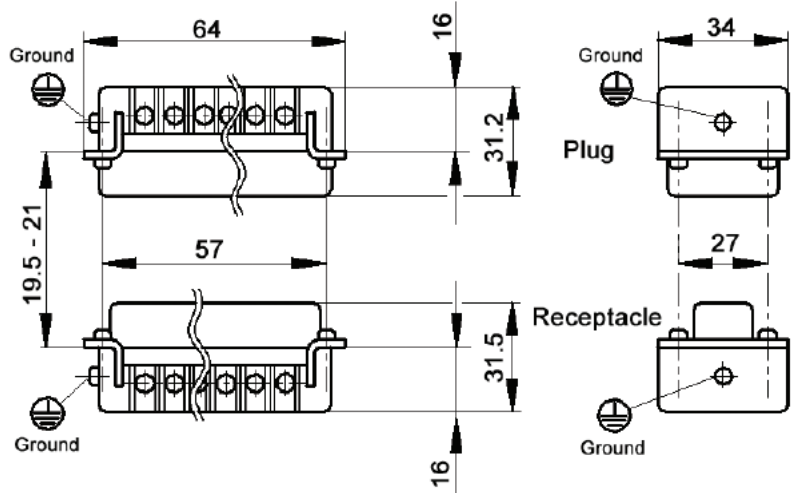 64
16
34
Ground
Ground
31.2
Plug
19.5 - 21
57
27
Receptacle
31.5
Ground
Ground
16